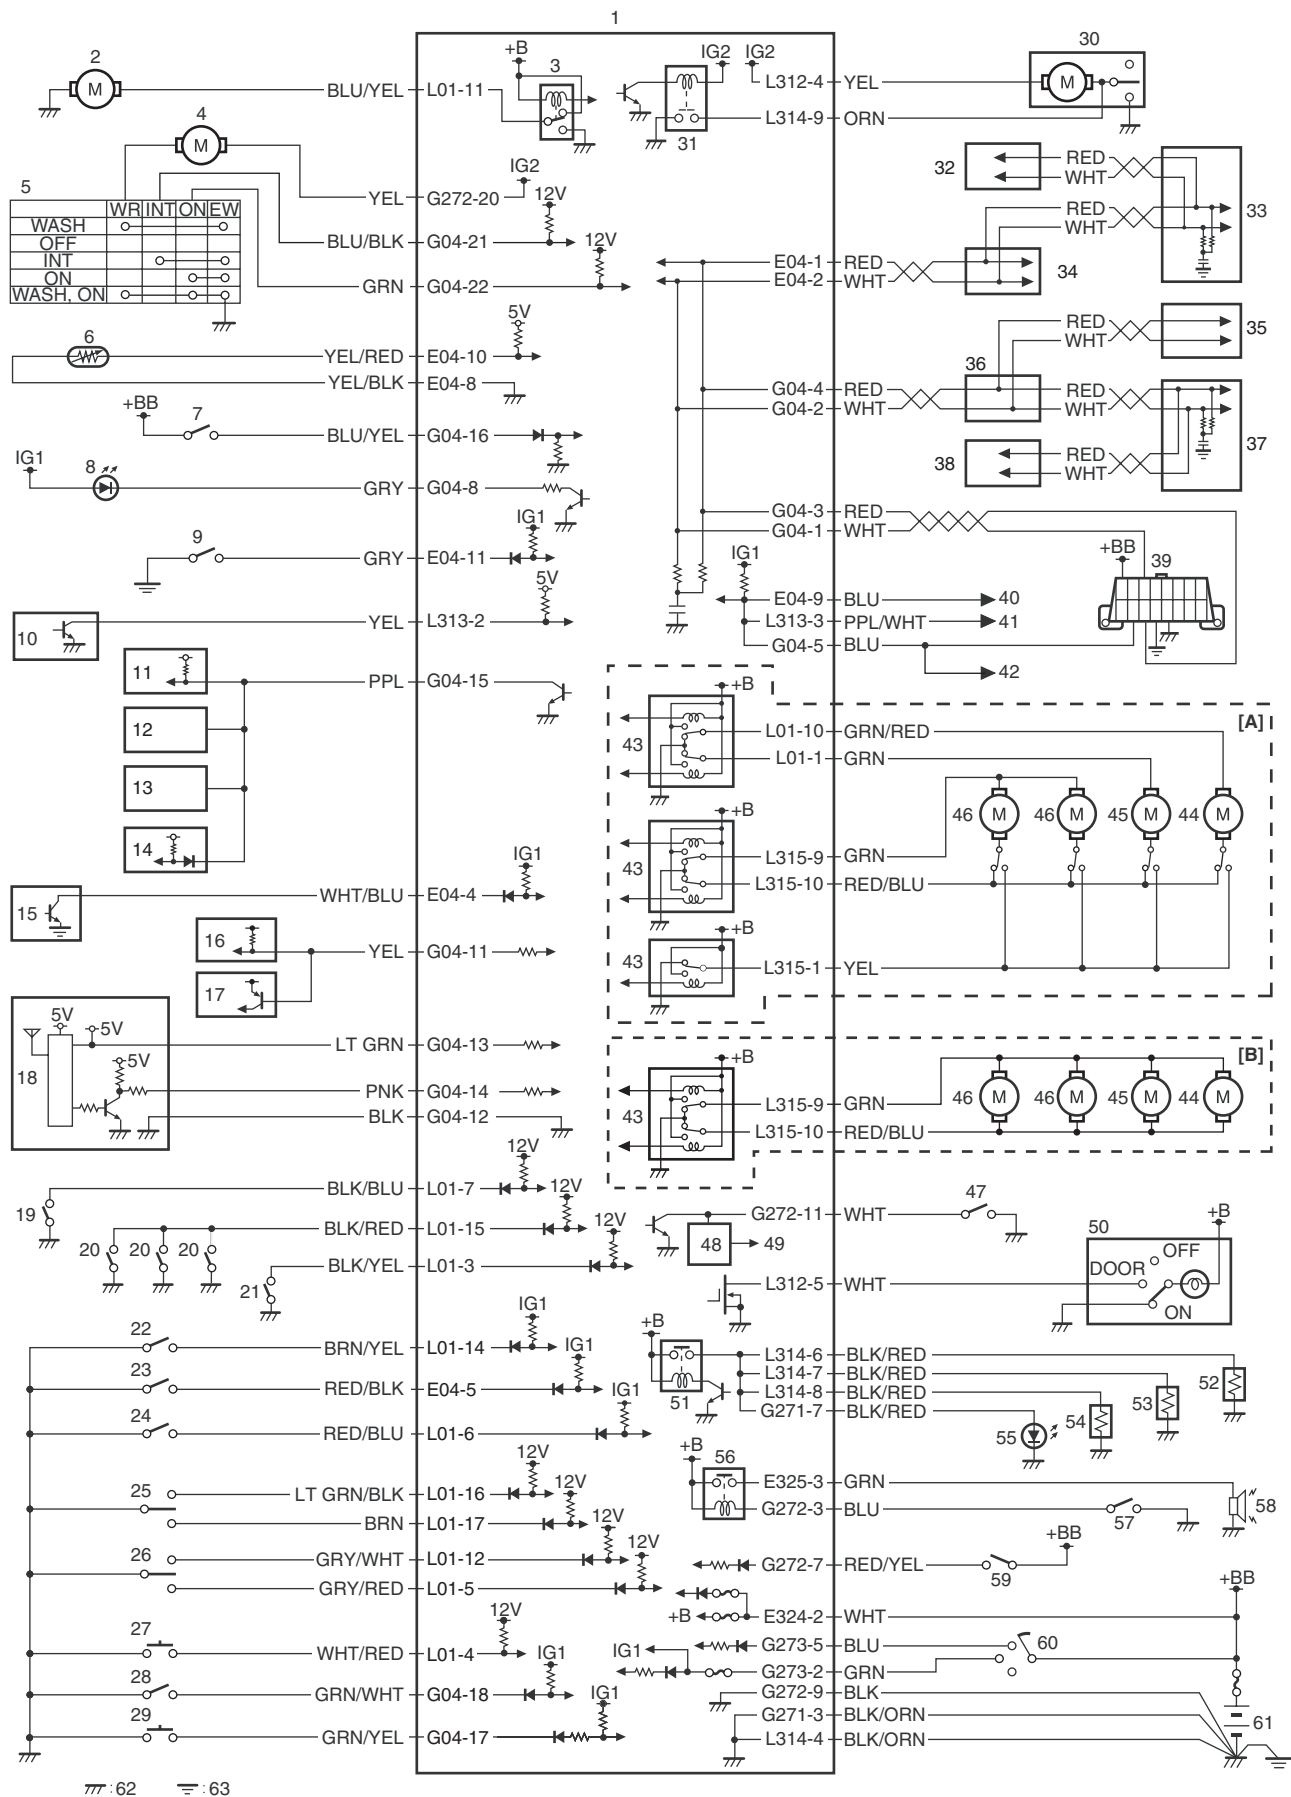 1
2
M
BLU/YEL L01-11
+B
3
IG2 IG2
31
L312-4 YEL
L314-9 ORN
30
M
4
M
5
WR INT ON EW
WASH
OFF
INT
ON
WASH, ON
YEL G272-20
IG2
BLU/BLK G04-21
12V
GRN G04-22
12V
6
YEL/RED E04-10
5V
YEL/BLK E04-8
+BB
7
BLU/YEL G04-16
IG1
8
GRY G04-8
9
GRY E04-11
IG1
10
YEL L313-2
5V
11
PPL G04-15
12
13
14
15
WHT/BLU E04-4
IG1
16
YEL G04-11
17
18
5V
5V
5V
LT GRN G04-13
PNK G04-14
BLK G04-12
19
BLK/BLU L01-7
12V
20 20 20
BLK/RED L01-15
12V
21
BLK/YEL L01-3
12V
22
BRN/YEL L01-14
IG1
23
RED/BLK E04-5
IG1
24
RED/BLU L01-6
IG1
25
LT GRN/BLK L01-16
12V
BRN L01-17
12V
26
GRY/WHT L01-12
12V
GRY/RED L01-5
12V
27
WHT/RED L01-4
12V
28
GRN/WHT G04-18
IG1
29
GRN/YEL G04-17
IG1
:62 :63
32
RED
WHT
33
RED
WHT
E04-1 RED
E04-2 WHT
34
RED
WHT
35
36
G04-4 RED
G04-2 WHT
RED
WHT
37
38
RED
WHT
G04-3 RED
G04-1 WHT
+BB
39
IG1
E04-9 BLU 40
L313-3 PPL/WHT 41
G04-5 BLU
42
[A]
+B
43
L01-10 GRN/RED
L01-1 GRN
+B
43
L315-9 GRN
L315-10 RED/BLU
46 M 46 M 45 M 44 M
+B
43
L315-1 YEL
[B]
+B
43
L315-9 GRN
L315-10 RED/BLU
46 M 46 M 45 M 44 M
G272-11 WHT
47
48 49
L312-5 WHT
50
+B
OFF
DOOR
ON
+B
51
L314-6 BLK/RED
L314-7 BLK/RED
L314-8 BLK/RED
G271-7 BLK/RED
52
53
54
55
+B
56
E325-3 GRN
G272-3 BLU
57
58
G272-7 RED/YEL
59
+BB
+B
E324-2 WHT
+BB
IG1
G273-5 BLU
60
G273-2 GRN
G272-9 BLK
G271-3 BLK/ORN
L314-4 BLK/ORN
61